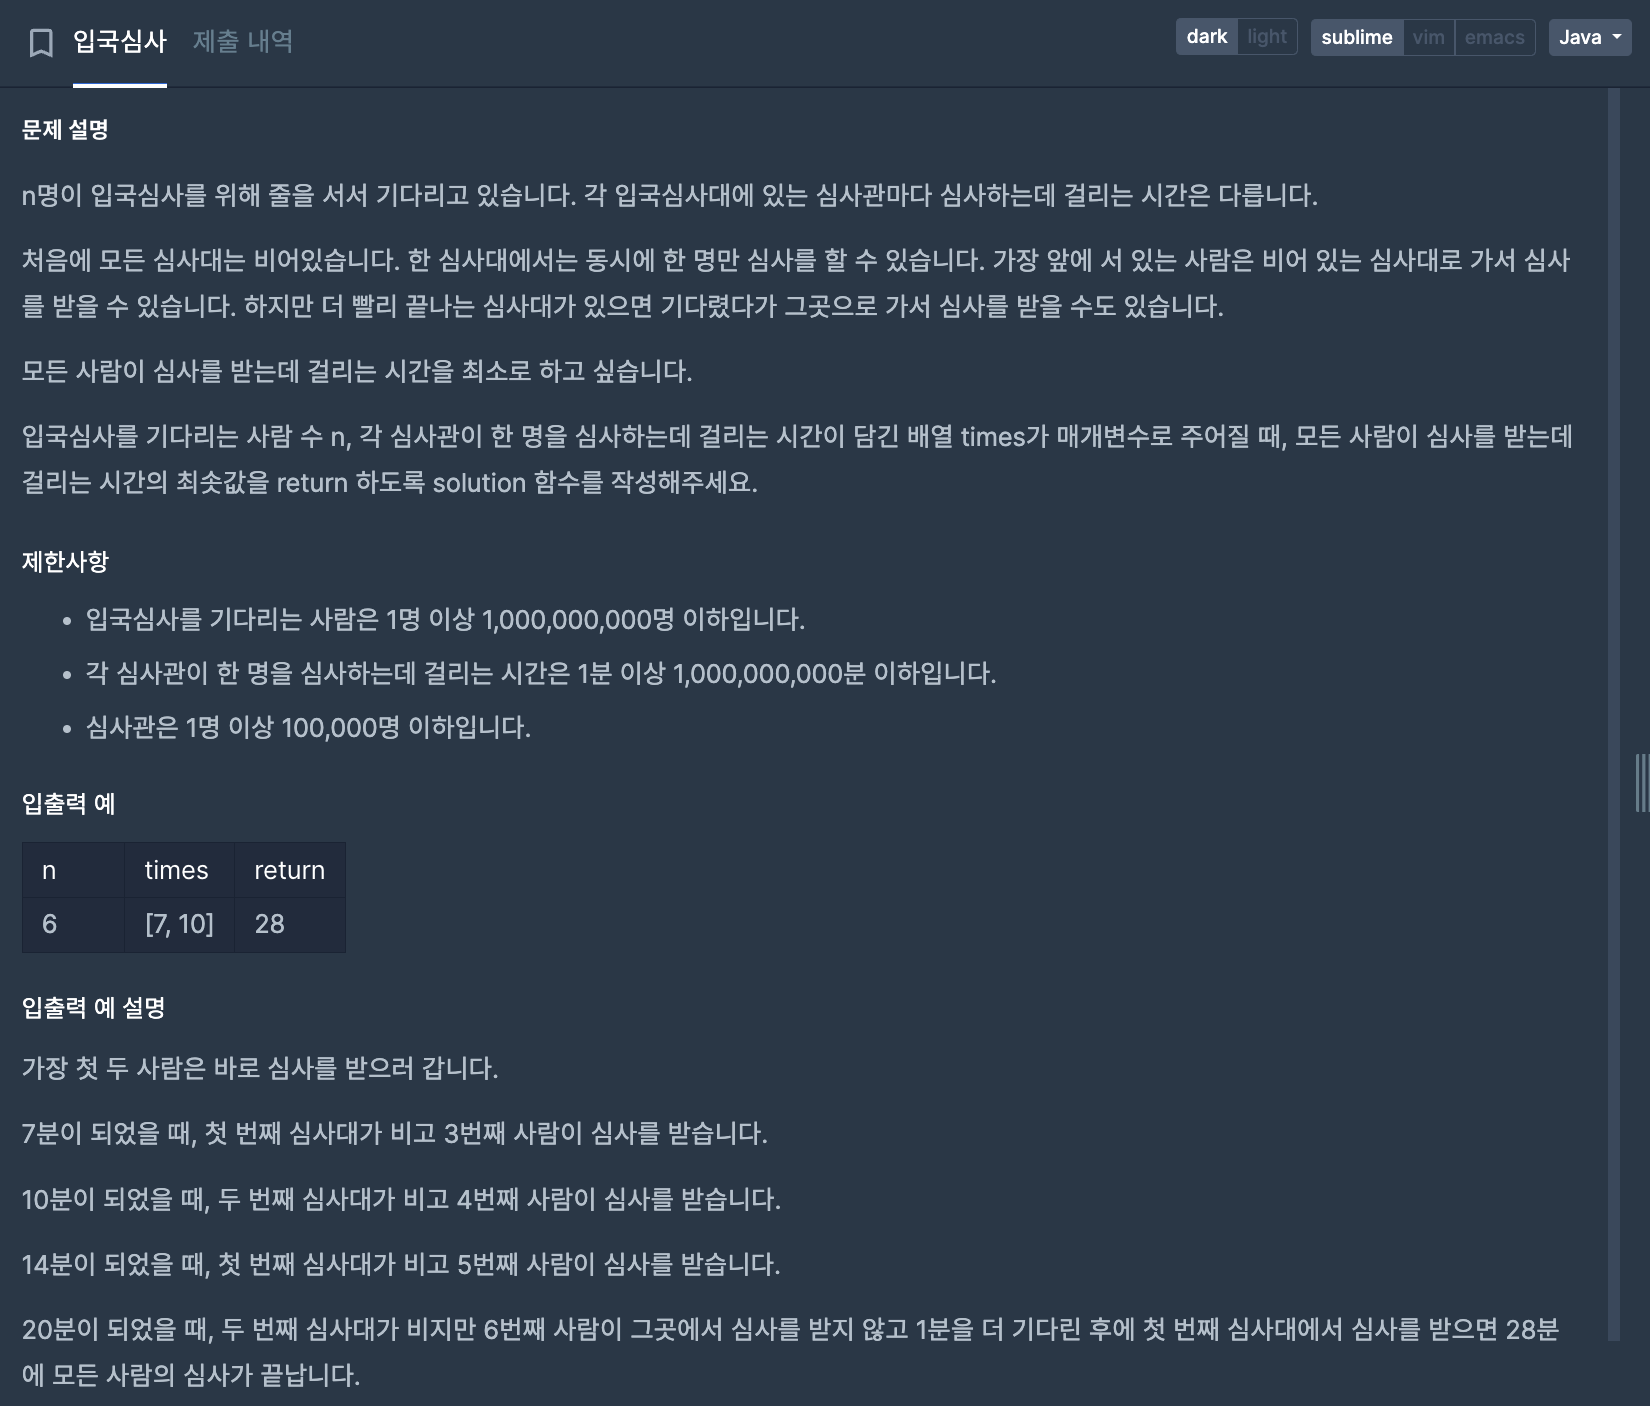 입국심사 제출 내역 dark light sublime vim emacs Java
문제 설명
n명이 입국심사를 위해 줄을 서서 기다리고 있습니다. 각 입국심사대에 있는 심사관마다 심사하는데 걸리는 시간은 다릅니다.
처음에 모든 심사대는 비어있습니다. 한 심사대에서는 동시에 한 명만 심사를 할 수 있습니다. 가장 앞에 서 있는 사람은 비어 있는 심사대로 가서 심사
를 받을 수 있습니다. 하지만 더 빨리 끝나는 심사대가 있으면 기다렸다가 그곳으로 가서 심사를 받을 수도 있습니다.
모든 사람이 심사를 받는데 걸리는 시간을 최소로 하고 싶습니다.
입국심사를 기다리는 사람 수 n, 각 심사관이 한 명을 심사하는데 걸리는 시간이 담긴 배열 times가 매개변수로 주어질 때, 모든 사람이 심사를 받는데
걸리는 시간의 최솟값을 return 하도록 solution 함수를 작성해주세요.
제한사항
• 입국심사를 기다리는 사람은 1명 이상 1,000,000,000명 이하입니다.
• 각 심사관이 한 명을 심사하는데 걸리는 시간은 1분 이상 1,000,000,000분 이하입니다.
• 심사관은 1명 이상 100,000명 이하입니다.
입출력 예
n times return
6 [7, 10] 28
입출력 예 설명
가장 첫 두 사람은 바로 심사를 받으러 갑니다.
7분이 되었을 때, 첫 번째 심사대가 비고 3번째 사람이 심사를 받습니다.
10분이 되었을 때, 두 번째 심사대가 비고 4번째 사람이 심사를 받습니다.
14분이 되었을 때, 첫 번째 심사대가 비고 5번째 사람이 심사를 받습니다.
20분이 되었을 때, 두 번째 심사대가 비지만 6번째 사람이 그곳에서 심사를 받지 않고 1분을 더 기다린 후에 첫 번째 심사대에서 심사를 받으면 28분
에 모든 사람의 심사가 끝납니다.